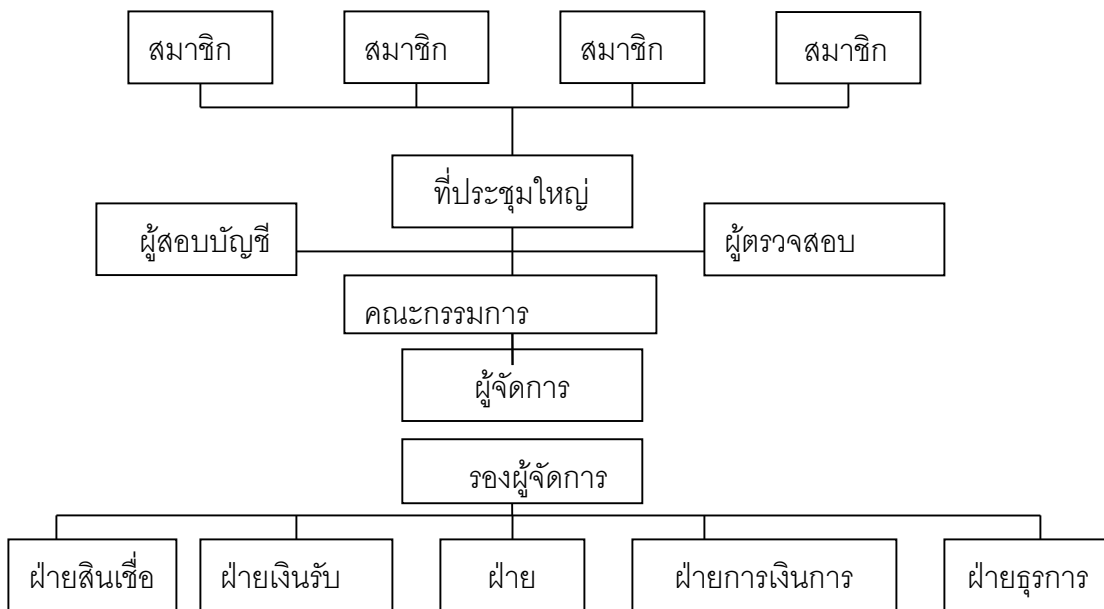 สมาชิก
สมาชิก
สมาชิก
สมาชิก
ที่ประชุมใหญ่
ผู้สอบบัญชี
ผู้ตรวจสอบ
คณะกรรมการ
ผู้จัดการ
รองผู้จัดการ
ฝ่ายสินเชื่อ
ฝ่ายเงินรับ
ฝ่าย
ฝ่ายการเงินการ
ฝ่ายธุรการ